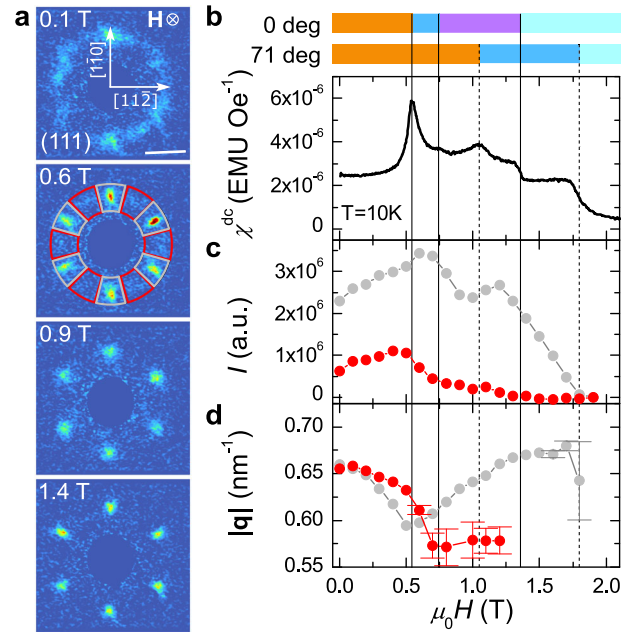 a
0.1 T
H ⊗
[11̄0]
[112̄]
(111)
0.6 T
0.9 T
1.4 T
b
0 deg
71 deg
χᵈᶜ (EMU Oe⁻¹)
6x10⁻⁶
4x10⁻⁶
2x10⁻⁶
0
T=10K
c
I (a.u.)
3x10⁶
2x10⁶
1x10⁶
0
d
|q| (nm⁻¹)
0.70
0.65
0.60
0.55
0.0
0.5
1.0
1.5
2.0
μ₀H (T)